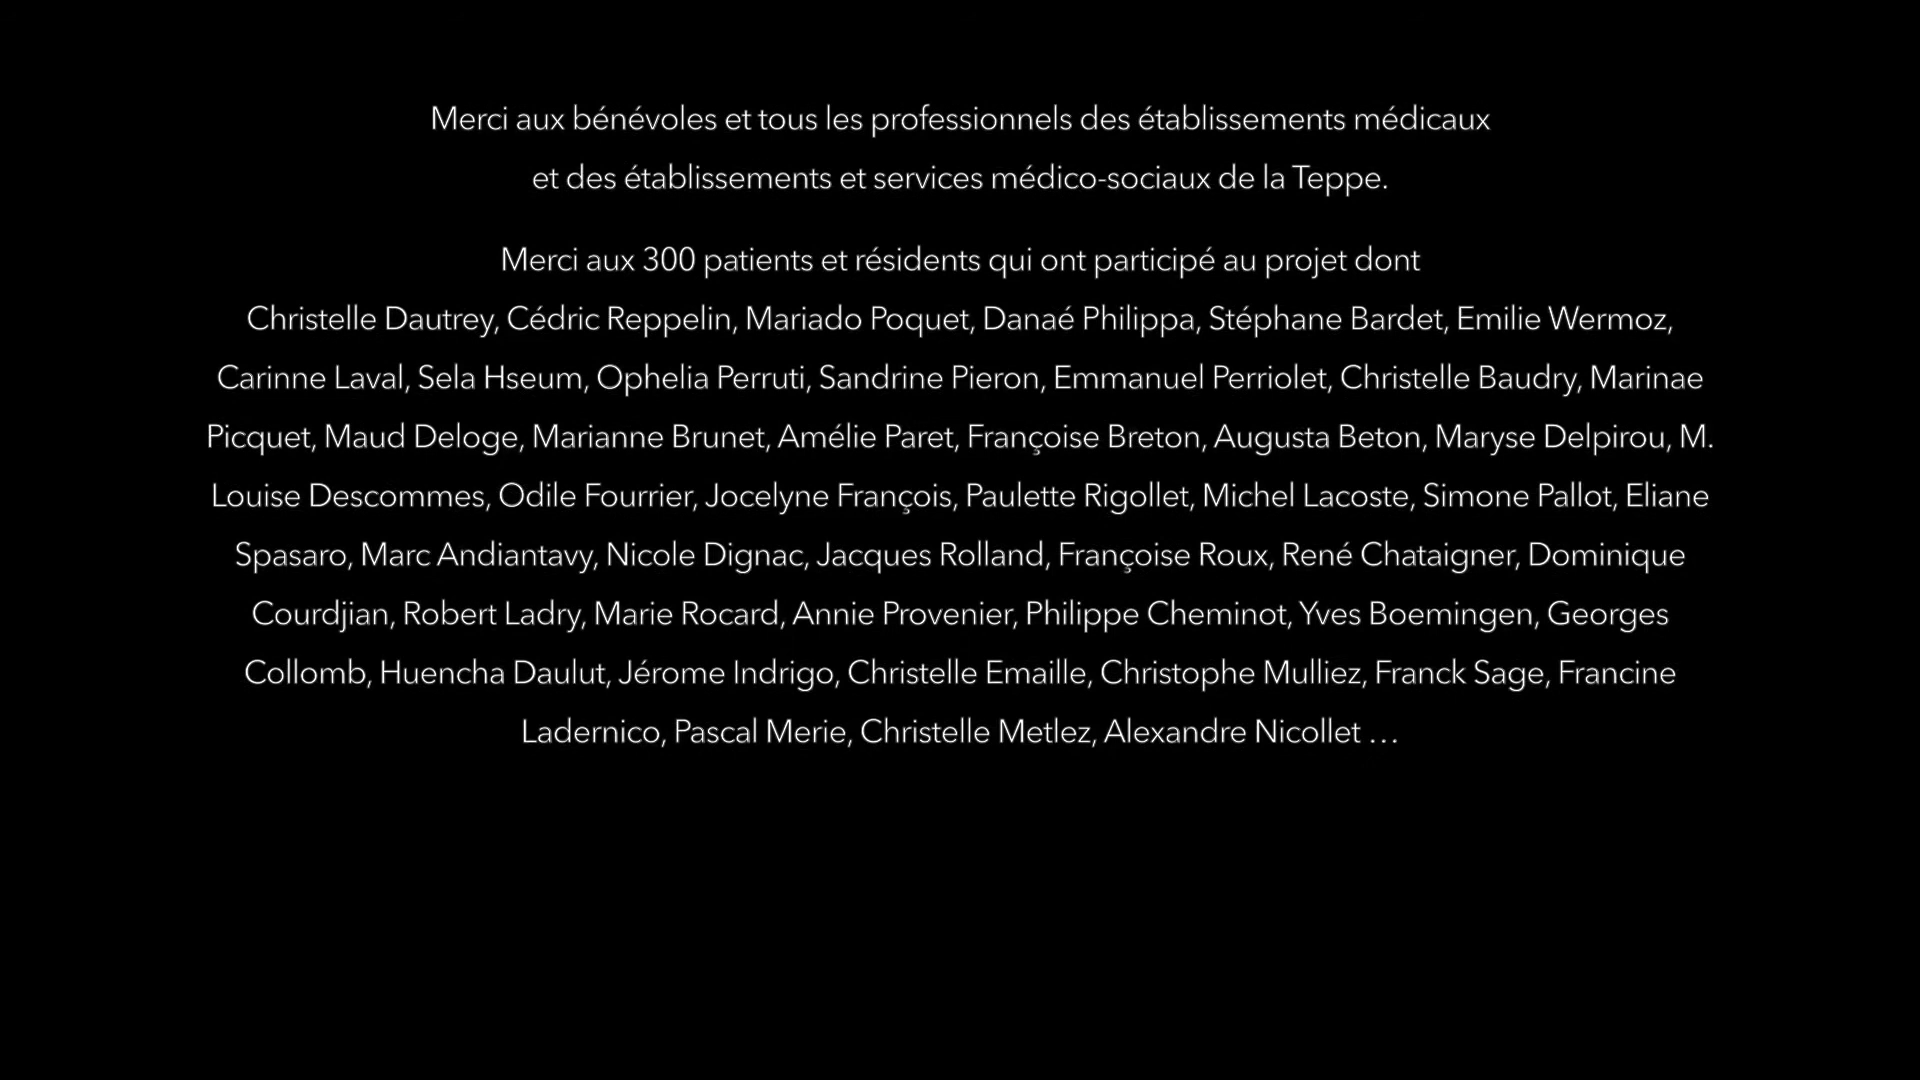 Merci aux bénévoles et tous les professionnels des établissements médicaux
et des établissements et services médico-sociaux de la Teppe.
Merci aux 300 patients et résidents qui ont participé au projet dont
Christelle Dautrey, Cédric Reppelin, Mariado Poquet, Danaé Philippa, Stéphane Bardet, Emilie Wermoz,
Carinne Laval, Sela Hseum, Ophelia Perruti, Sandrine Pieron, Emmanuel Perriolet, Christelle Baudry, Marinae
Picquet, Maud Deloge, Marianne Brunet, Amélie Paret, Françoise Breton, Augusta Beton, Maryse Delpirou, M.
Louise Descommes, Odile Fourrier, Jocelyne François, Paulette Rigollet, Michel Lacoste, Simone Pallot, Eliane
Spasaro, Marc Andiantavy, Nicole Dignac, Jacques Rolland, Françoise Roux, René Chataigner, Dominique
Courdjian, Robert Ladry, Marie Rocard, Annie Provenier, Philippe Cheminot, Yves Boemingen, Georges
Collomb, Huencha Daulut, Jérome Indrigo, Christelle Emaille, Christophe Mulliez, Franck Sage, Francine
Ladernico, Pascal Merie, Christelle Metlez, Alexandre Nicollet …